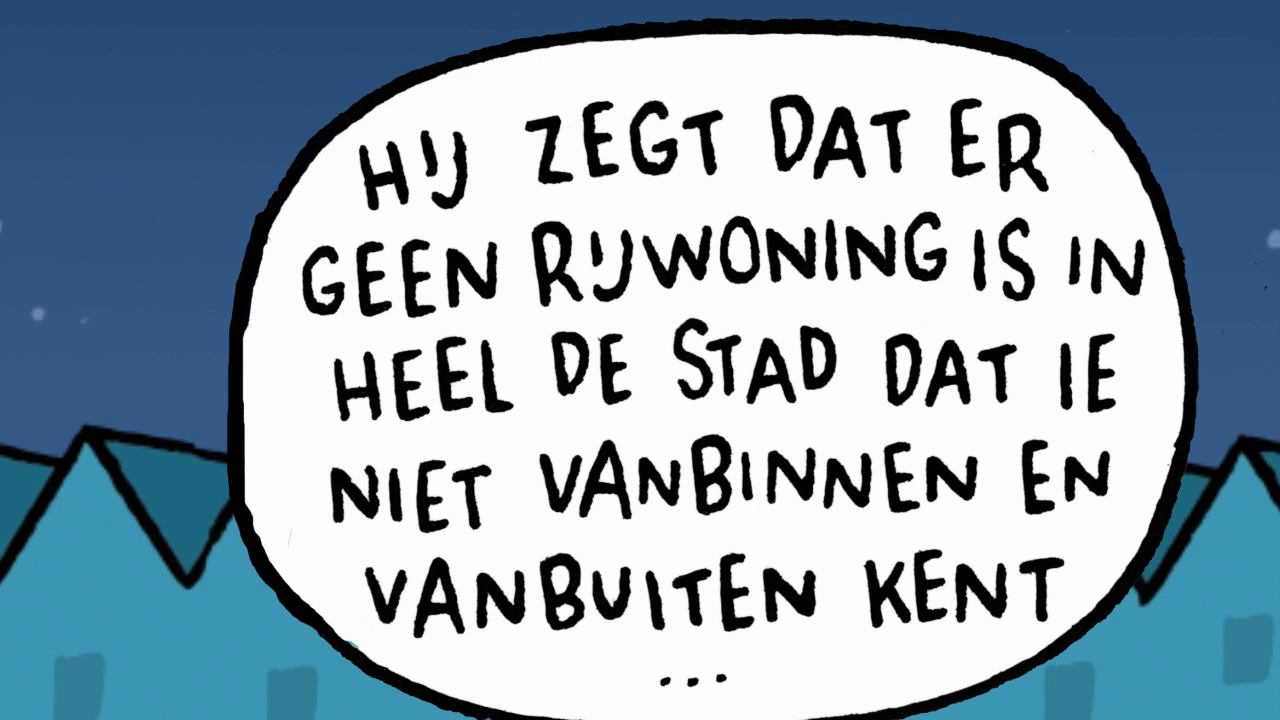 HIJ ZEGT DAT ER
GEEN RIJWONING IS IN
HEEL DE STAD DAT IE
NIET VANBINNEN EN
VANBUITEN KENT
...